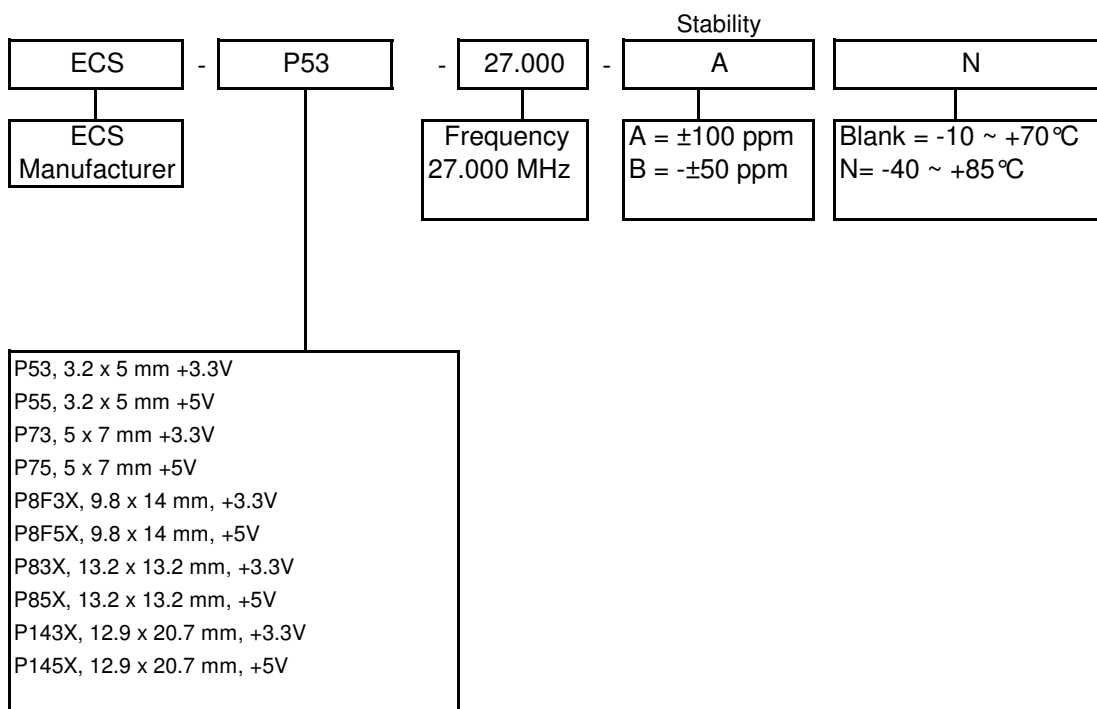 Stability
ECS - P53 - 27.000 - A N
ECS
Manufacturer
Frequency
27.000 MHz
A = ±100 ppm
B = -±50 ppm
Blank = -10 ~ +70°C
N= -40 ~ +85°C
P53, 3.2 x 5 mm +3.3V
P55, 3.2 x 5 mm +5V
P73, 5 x 7 mm +3.3V
P75, 5 x 7 mm +5V
P8F3X, 9.8 x 14 mm, +3.3V
P8F5X, 9.8 x 14 mm, +5V
P83X, 13.2 x 13.2 mm, +3.3V
P85X, 13.2 x 13.2 mm, +5V
P143X, 12.9 x 20.7 mm, +3.3V
P145X, 12.9 x 20.7 mm, +5V